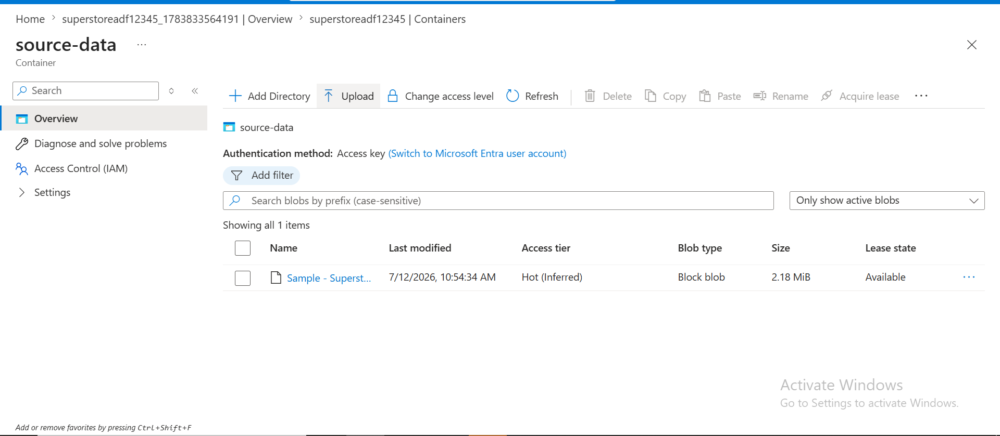 Home > superstoreadf12345_1783833564191 | Overview > superstoreadf12345 | Containers
source-data ...
Container
Search
Overview
Diagnose and solve problems
Access Control (IAM)
Settings
Add Directory Upload Change access level Refresh Delete Copy Paste Rename Acquire lease ...
source-data
Authentication method: Access key (Switch to Microsoft Entra user account)
Add filter
Search blobs by prefix (case-sensitive) Only show active blobs
Showing all 1 items
Name Last modified Access tier Blob type Size Lease state
Sample - Superst... 7/12/2026, 10:54:34 AM Hot (Inferred) Block blob 2.18 MiB Available ...
Activate Windows
Go to Settings to activate Windows.
Add or remove favorites by pressing Ctrl+Shift+F